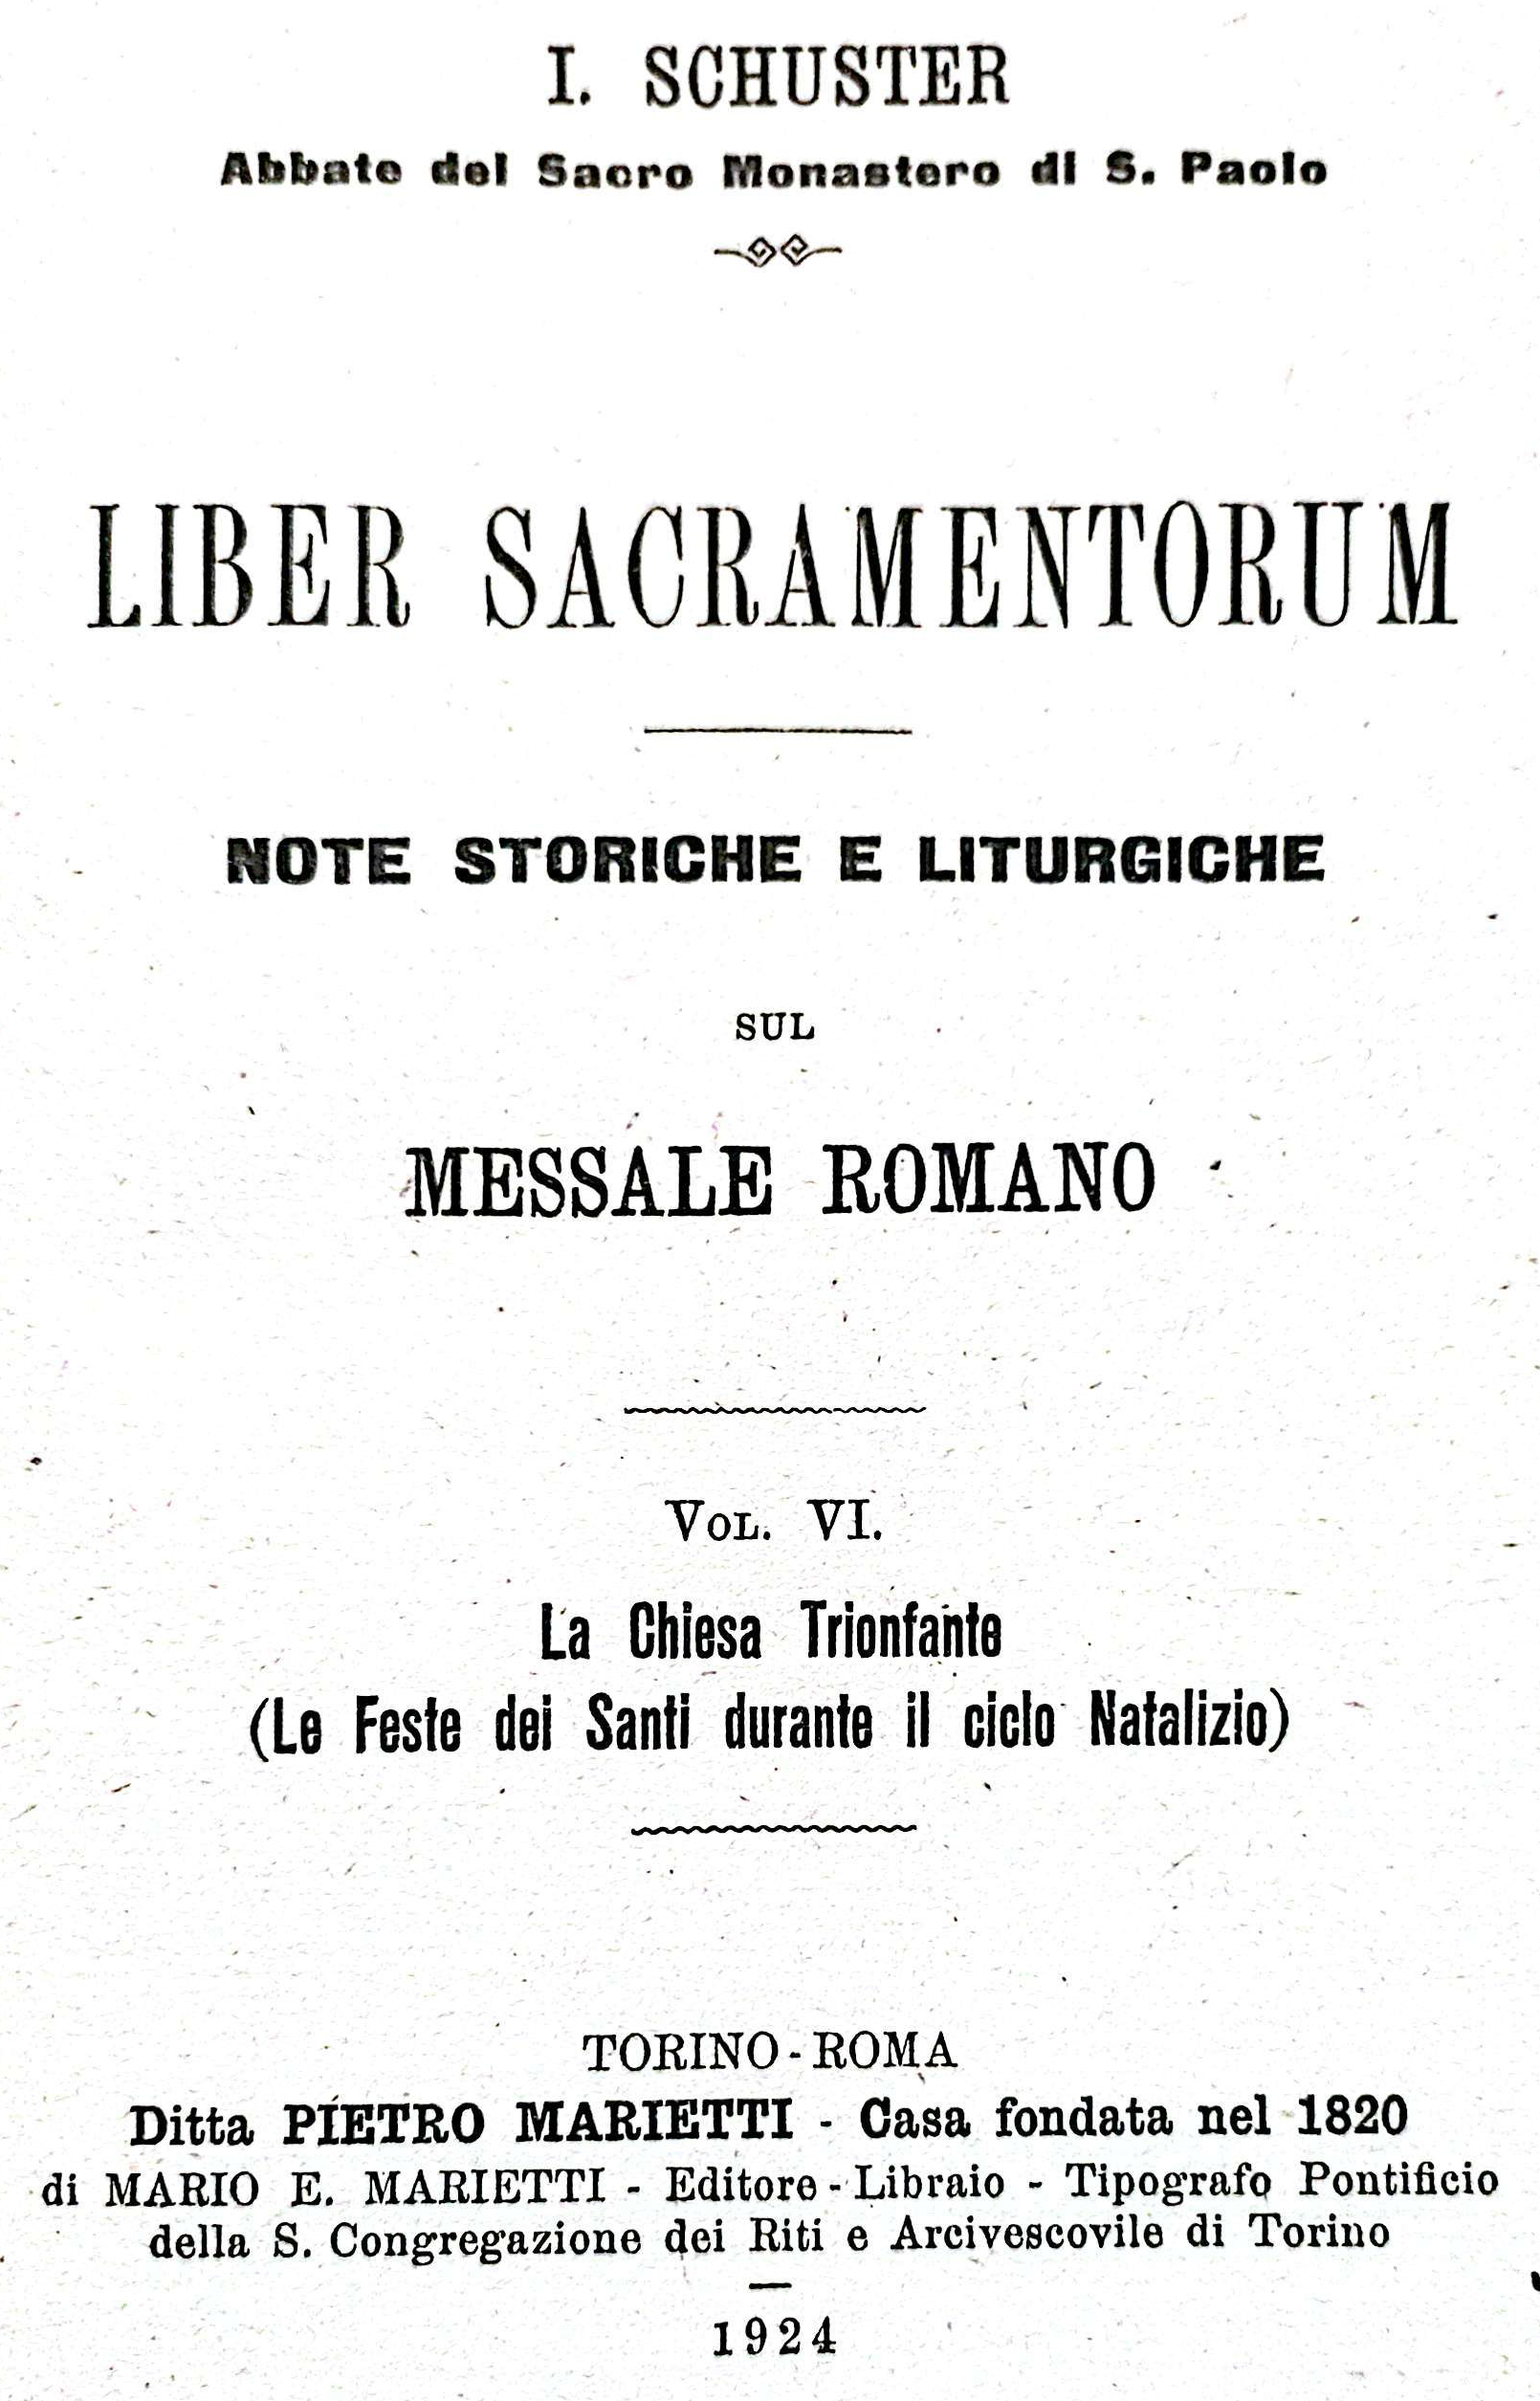 I. SCHUSTER
Abbate del Sacro Monastero di S. Paolo
LIBER SACRAMENTORUM
NOTE STORICHE E LITURGICHE
SUL
MESSALE ROMANO
VOL. VI.
La Chiesa Trionfante
(Le Feste dei Santi durante il ciclo Natalizio)
TORINO - ROMA
Ditta PIETRO MARIETTI - Casa fondata nel 1820
di MARIO E. MARIETTI - Editore - Libraio - Tipografo Pontificio
della S. Congregazione dei Riti e Arcivescovile di Torino
1924